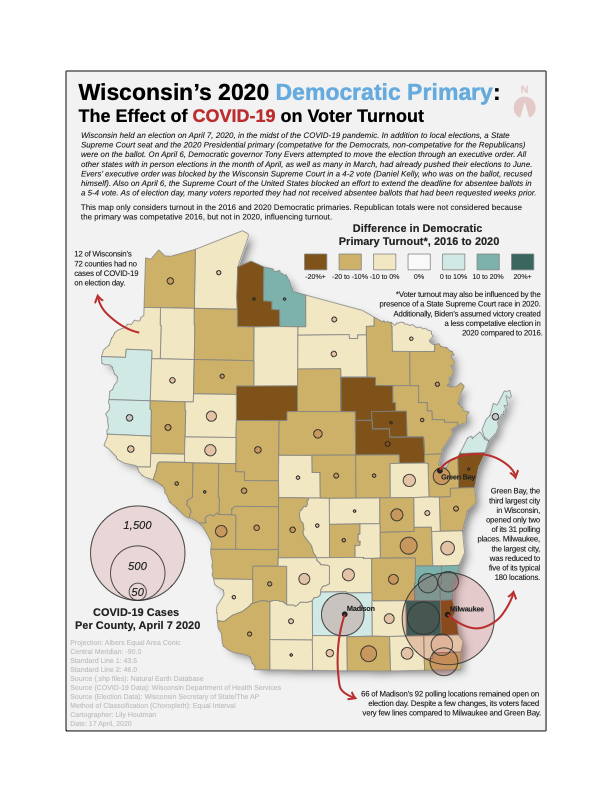 Wisconsin's 2020 Democratic Primary:
The Effect of COVID-19 on Voter Turnout
N
Wisconsin held an election on April 7, 2020, in the midst of the COVID-19 pandemic. In addition to local elections, a State
Supreme Court seat and the 2020 Presidential primary (competative for the Democrats, non-competative for the Republicans)
were on the ballot. On April 6, Democratic governor Tony Evers attempted to move the election through an executive order. All
other states with in person elections in the month of April, as well as many in March, had already pushed their elections to June.
Evers' executive order was blocked by the Wisconsin Supreme Court in a 4-2 vote (Daniel Kelly, who was on the ballot, recused
himself). Also on April 6, the Supreme Court of the United States blocked an effort to extend the deadline for absentee ballots in
a 5-4 vote. As of election day, many voters reported they had not received absentee ballots that had been requested weeks prior.
This map only considers turnout in the 2016 and 2020 Democratic primaries. Republican totals were not considered because
the primary was competative 2016, but not in 2020, influencing turnout.
Difference in Democratic
Primary Turnout*, 2016 to 2020
-20%+ -20 to -10% -10 to 0% 0% 0 to 10% 10 to 20% 20%+
*Voter turnout may also be influenced by the
presence of a State Supreme Court race in 2020.
Additionally, Biden's assumed victory created
a less competative election in
2020 compared to 2016.
12 of Wisconsin's
72 counties had no
cases of COVID-19
on election day.
Green Bay
Green Bay, the
third largest city
in Wisconsin,
opened only two
of its 31 polling
places. Milwaukee,
the largest city,
was reduced to
five of its typical
180 locations.
1,500
500
50
COVID-19 Cases
Per County, April 7 2020
Madison
Milwaukee
Projection: Albers Equal Area Conic
Central Meridian: -90.0
Standard Line 1: 43.5
Standard Line 2: 46.0
Source (.shp files): Natural Earth Database
Source (COVID-19 Data): Wisconsin Department of Health Services
Source (Election Data): Wisconsin Secretary of State/The AP
Method of Classification (Choropleth): Equal Interval
Cartographer: Lily Houtman
Date: 17 April, 2020
66 of Madison's 92 polling locations remained open on
election day. Despite a few changes, its voters faced
very few lines compared to Milwaukee and Green Bay.